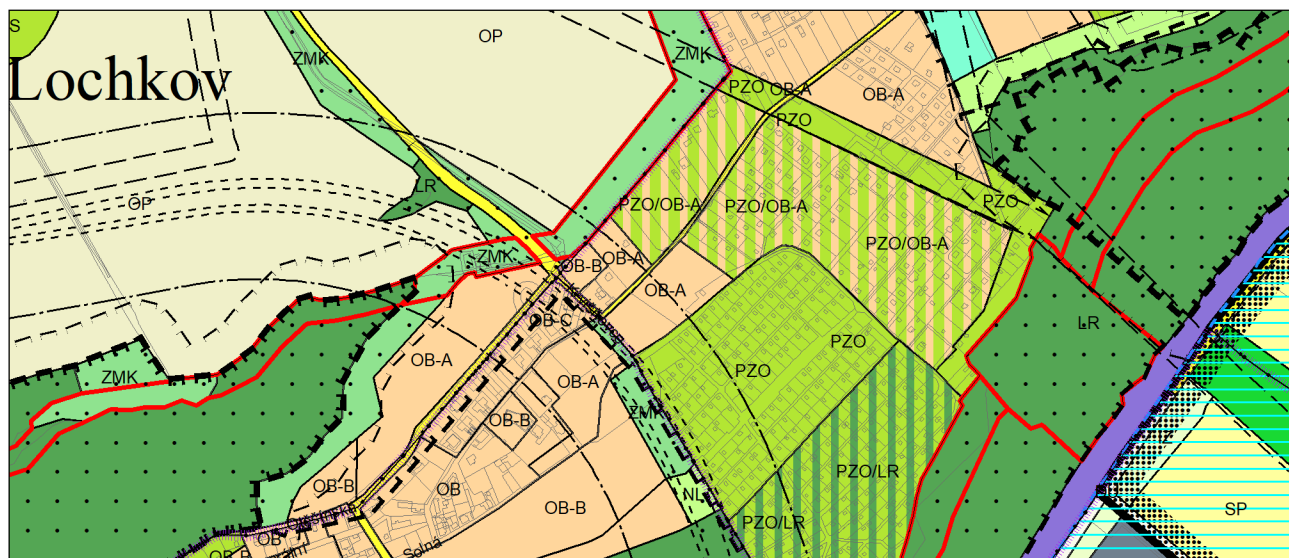 S
OP
ZMK
ZMK
Lochkov
PZO
OB-A
OB-A
PZO
LR
OP
PZO/OB-A
PZO/OB-A
PZO
PZO/OB-A
ZMK
OB-B
OB-A
OB-A
OB-C
LR
PZO
OB-A
PZO
ZMK
OB-A
ZMK
OB-B
PZO/LR
OB-B
OB
NL
OB-B
SP
PZO/LR
OB
Solná
OB-B